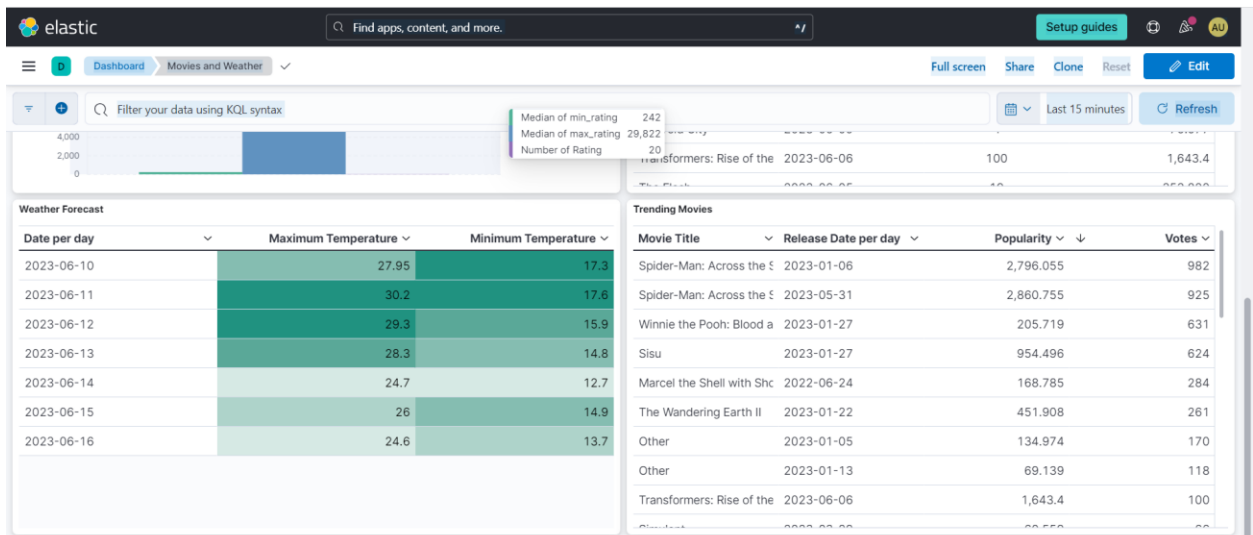 elastic
Find apps, content, and more.
^/
Setup guides
AU
D
Dashboard
Movies and Weather
Full screen
Share
Clone
Reset
Edit
Filter your data using KQL syntax
Last 15 minutes
Refresh
4,000
2,000
0
Median of min_rating 242
Median of max_rating 29,822
Number of Rating 20
Transformers: Rise of the 2023-06-06 100 1,643.4
Weather Forecast
Date per day Maximum Temperature Minimum Temperature
2023-06-10 27.95 17.3
2023-06-11 30.2 17.6
2023-06-12 29.3 15.9
2023-06-13 28.3 14.8
2023-06-14 24.7 12.7
2023-06-15 26 14.9
2023-06-16 24.6 13.7
Trending Movies
Movie Title Release Date per day Popularity Votes
Spider-Man: Across the S 2023-01-06 2,796.055 982
Spider-Man: Across the S 2023-05-31 2,860.755 925
Winnie the Pooh: Blood a 2023-01-27 205.719 631
Sisu 2023-01-27 954.496 624
Marcel the Shell with Sho 2022-06-24 168.785 284
The Wandering Earth II 2023-01-22 451.908 261
Other 2023-01-05 134.974 170
Other 2023-01-13 69.139 118
Transformers: Rise of the 2023-06-06 1,643.4 100